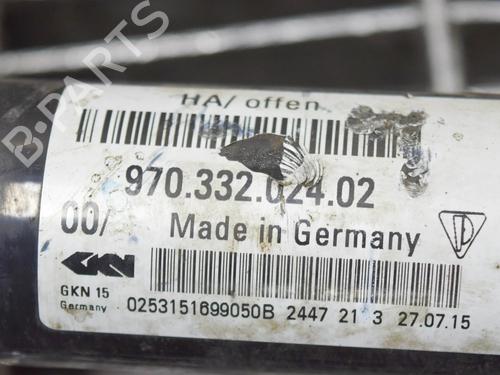 B-PARTS
HA/ offen
970.332.024.02
00/ Made in Germany
GKN
GKN 15
Germany
0253151699050B 2447 21 3 27.07.15